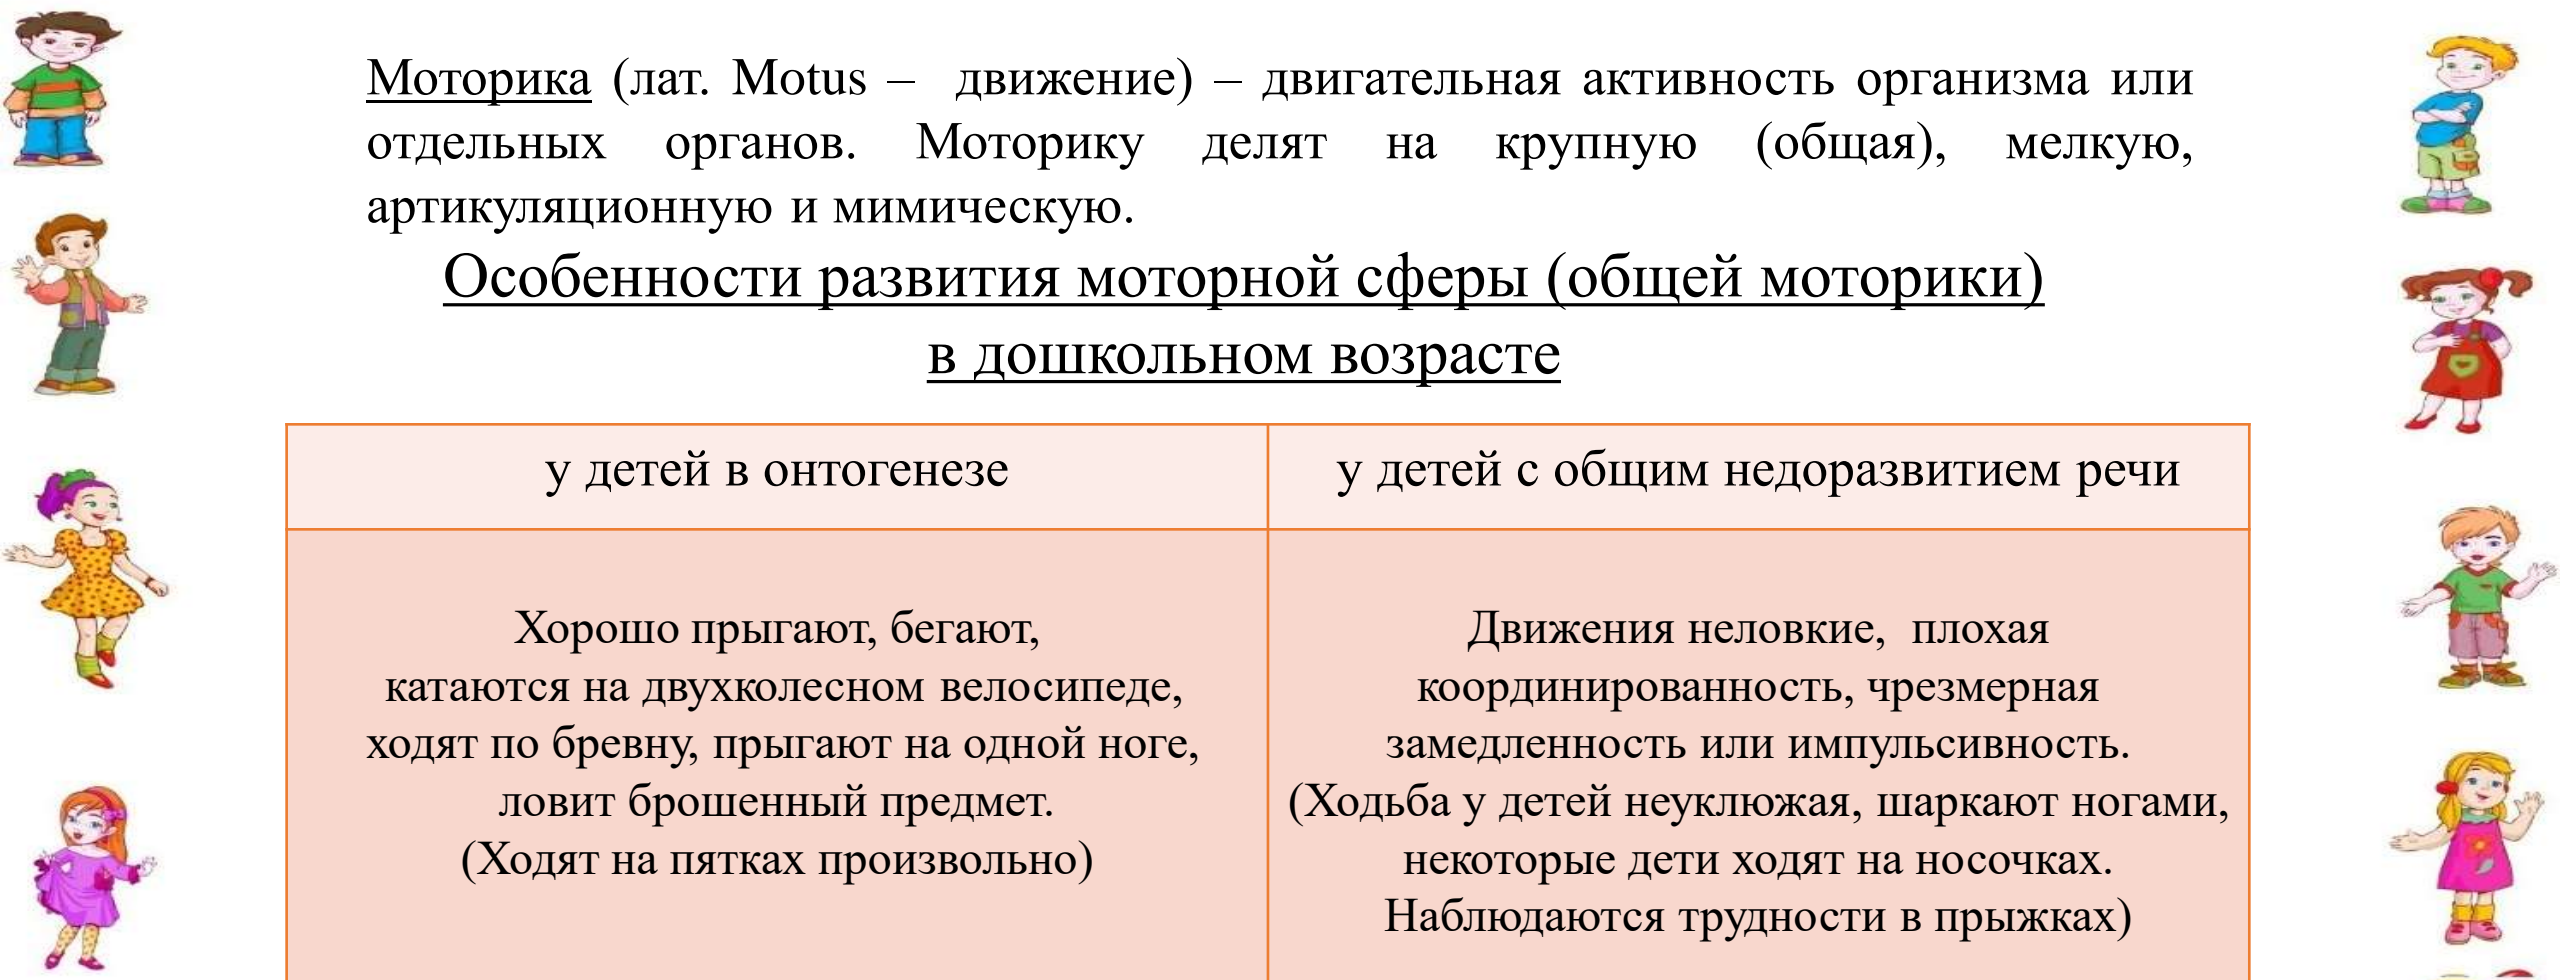 Моторика (лат. Motus – движение) – двигательная активность организма или
отдельных органов. Моторику делят на крупную (общая), мелкую,
артикуляционную и мимическую.
Особенности развития моторной сферы (общей моторики)
в дошкольном возрасте
у детей в онтогенезе
у детей с общим недоразвитием речи
Хорошо прыгают, бегают,
катаются на двухколесном велосипеде,
ходят по бревну, прыгают на одной ноге,
ловит брошенный предмет.
(Ходят на пятках произвольно)
Движения неловкие, плохая
координированность, чрезмерная
замедленность или импульсивность.
(Ходьба у детей неуклюжая, шаркают ногами,
некоторые дети ходят на носочках.
Наблюдаются трудности в прыжках)